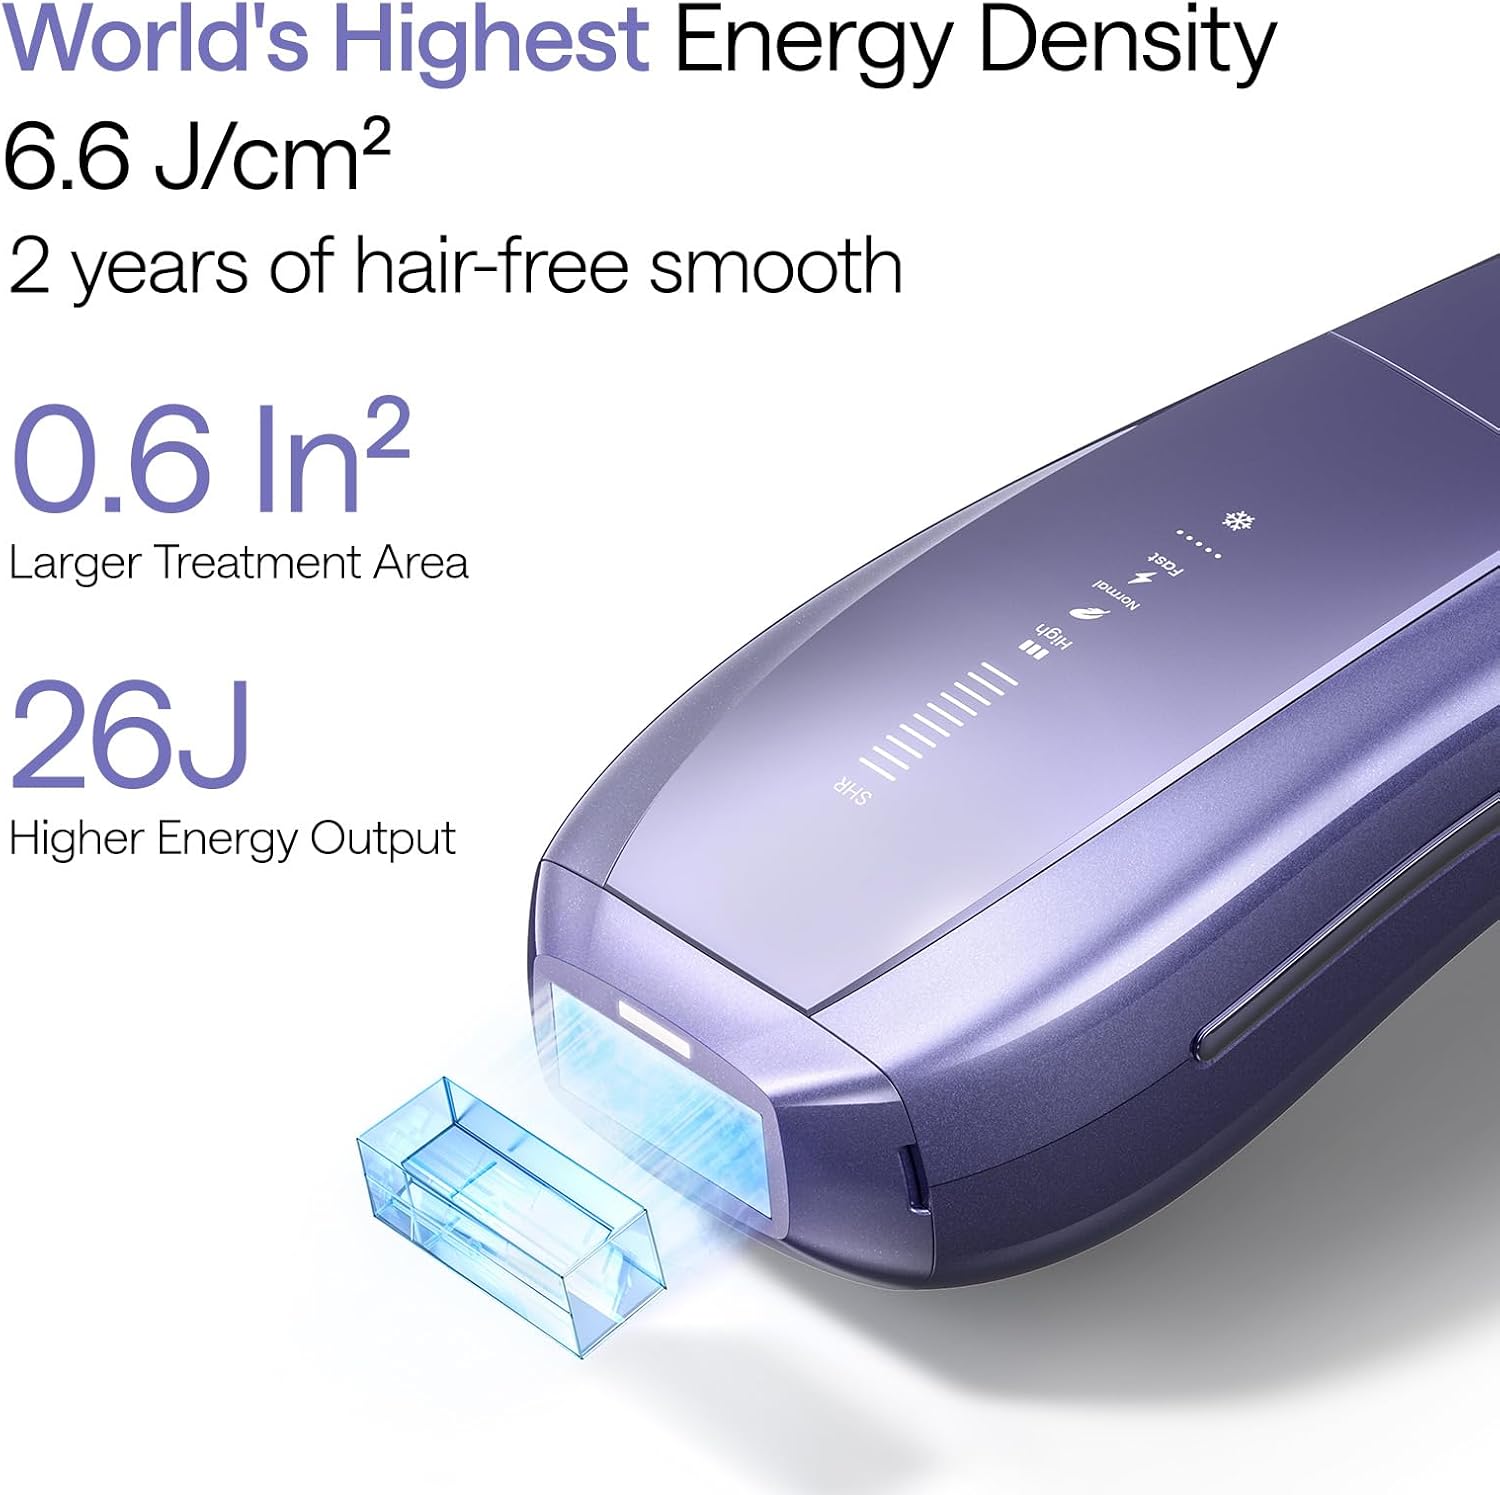 World's Highest Energy Density
6.6 J/cm²
2 years of hair-free smooth
0.6 In²
Larger Treatment Area
26J
Higher Energy Output
Fast
Normal
High
SHR